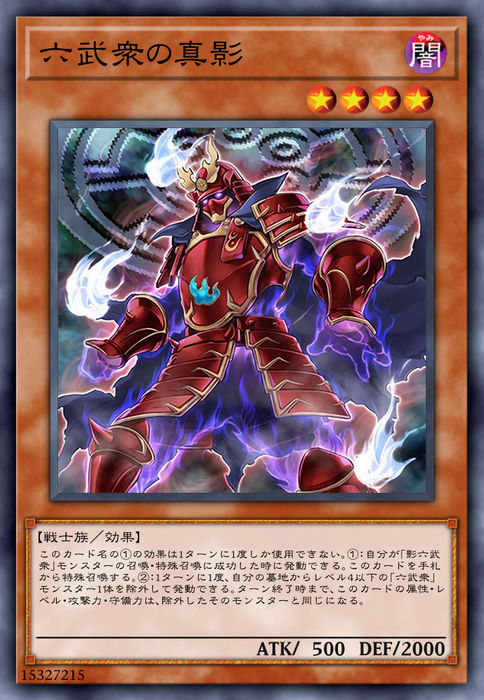 六武衆の真影
やみ
闇
【戦士族／効果】
このカード名の①の効果は1ターンに1度しか使用できない。①：自分が「影六武
衆」モンスターの召喚・特殊召喚に成功した時に発動できる。このカードを手札
から特殊召喚する。②：1ターンに1度、自分の墓地からレベル4以下の「六武衆」
モンスター1体を除外して発動できる。ターン終了時まで、このカードの属性・レ
ベル・攻撃力・守備力は、除外したそのモンスターと同じになる。
ATK/ 500 DEF/2000
15327215